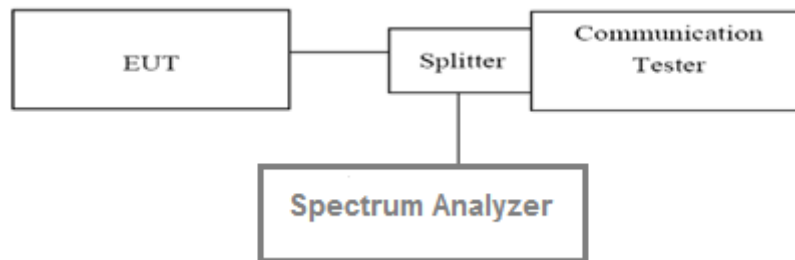 EUT
Splitter
Communication
Tester
Spectrum Analyzer